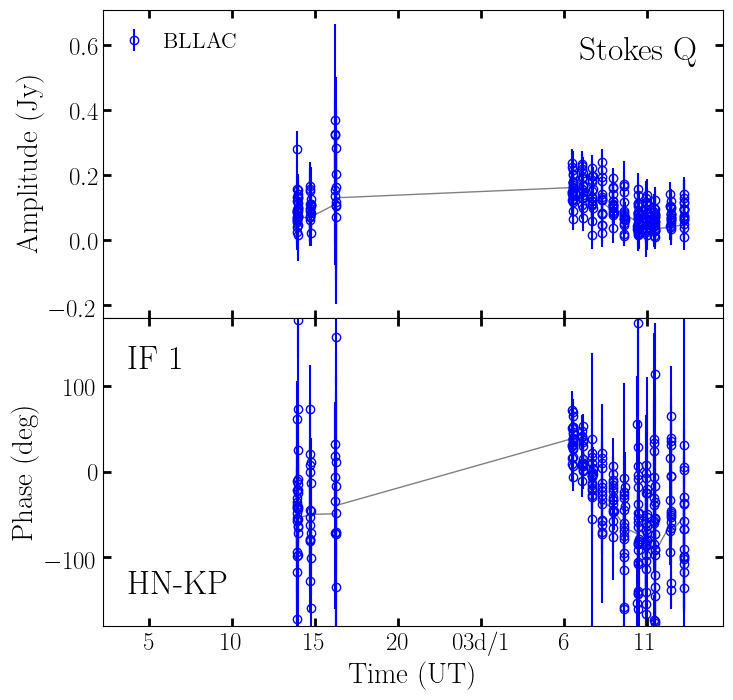 BLLAC
Stokes Q
0.6
0.4
0.2
0.0
−0.2
Amplitude (Jy)
IF 1
HN-KP
100
0
−100
Phase (deg)
5 10 15 20 03d/1 6 11
Time (UT)